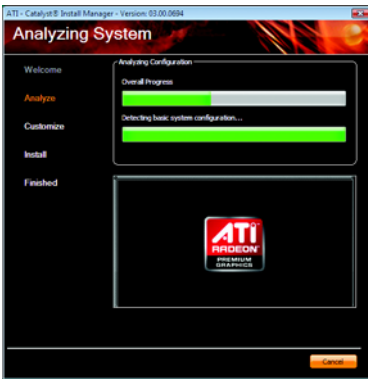 ATI - Catalyst® Install Manager - Version: 03.00.0694
Analyzing System
Welcome
Analyze
Customize
Install
Finished
Analyzing Configuration
Overall Progress
Detecting basic system configuration...
ATI
RADEON
PREMIUM
GRAPHICS
Cancel